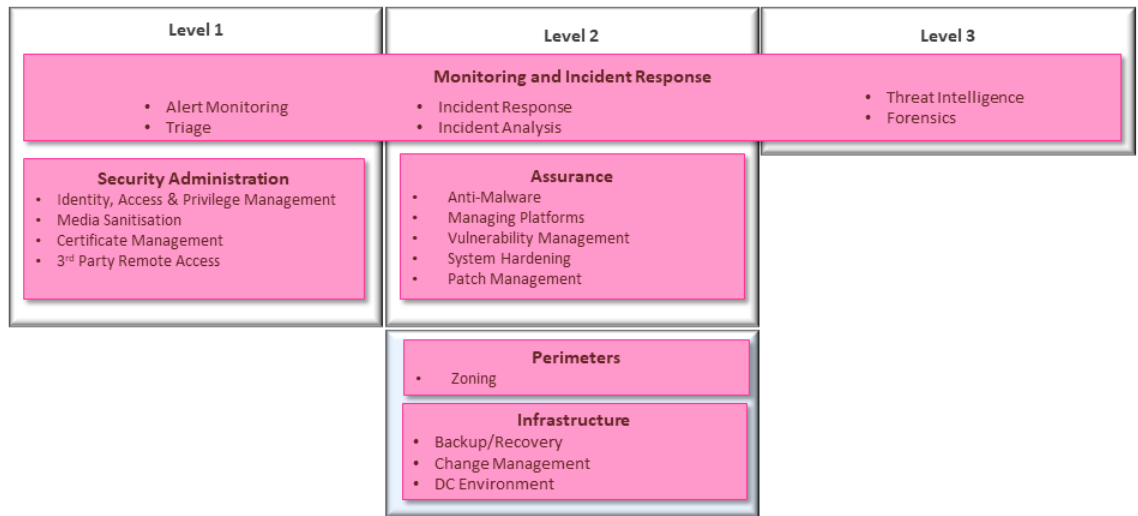 Level 1
Level 2
Level 3
Monitoring and Incident Response
• Alert Monitoring
• Triage
• Incident Response
• Incident Analysis
• Threat Intelligence
• Forensics
Security Administration
• Identity, Access & Privilege Management
• Media Sanitisation
• Certificate Management
• 3rd Party Remote Access
Assurance
• Anti-Malware
• Managing Platforms
• Vulnerability Management
• System Hardening
• Patch Management
Perimeters
• Zoning
Infrastructure
• Backup/Recovery
• Change Management
• DC Environment